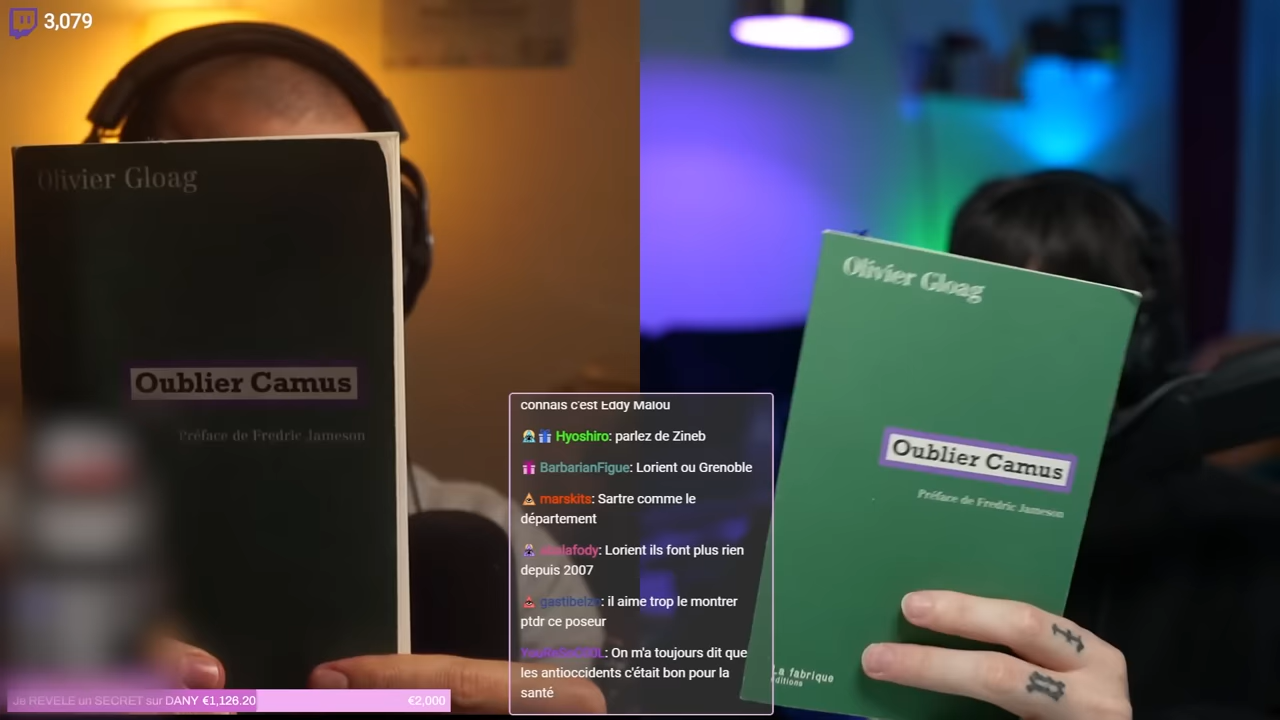 3,079
Olivier Gloag
Oublier Camus
Préface de Fredric Jameson
Olivier Gloag
Oublier Camus
Préface de Fredric Jameson
La fabrique
éditions
connais c'est Eddy Malou
Hyoshiro: parlez de Zineb
BarbarianFigue: Lorient ou Grenoble
marskits: Sartre comme le
département
: Lorient ils font plus rien
depuis 2007
: il aime trop le montrer
ptdr ce poseur
: On m'a toujours dit que
les antioccidents c'était bon pour la
santé
Je REVELE un SECRET sur DANY €1,126.20
€2,000